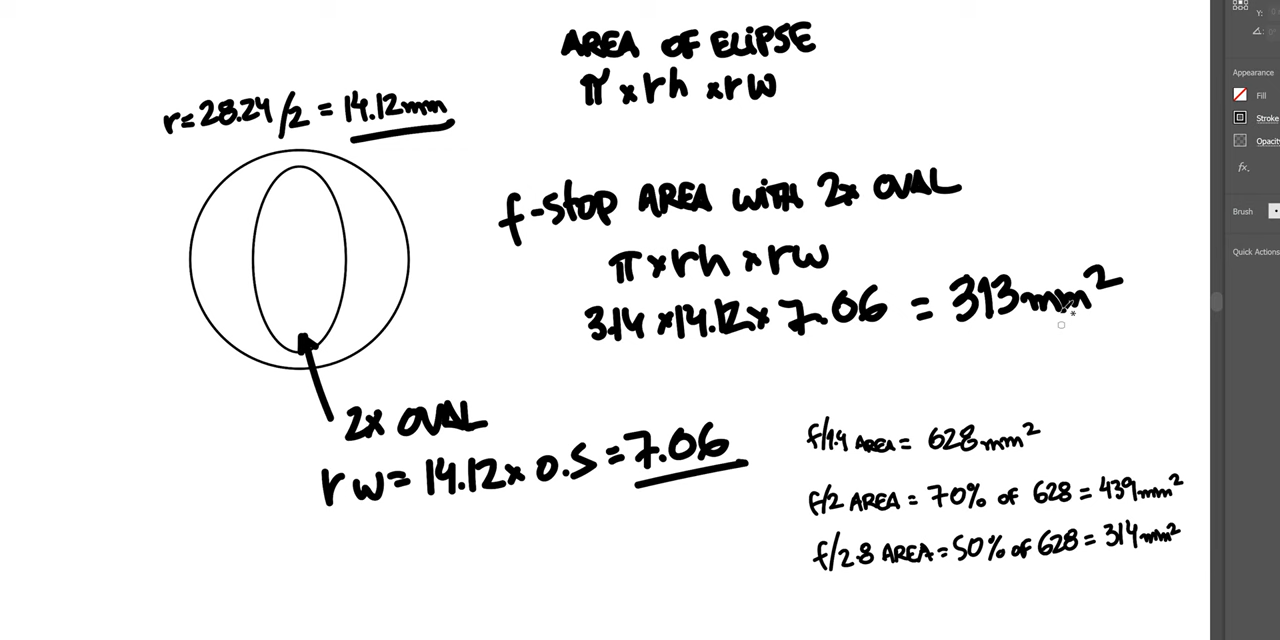 AREA OF ELIPSE
π x rh x rw
r=28.24/2 = 14.12mm
f-stop AREA with 2x OVAL
π x rh x rw
3.14 x 14.12 x 7.06 = 313mm²
2x OVAL
rw= 14.12 x 0.5 = 7.06
f/1.4 AREA = 628mm²
f/2 AREA = 70% of 628 = 439mm²
f/2.8 AREA = 50% OF 628 = 314mm²
Y:
Appearance
Fill
Stroke
Opacity
fx.
Brush
Quick Actions